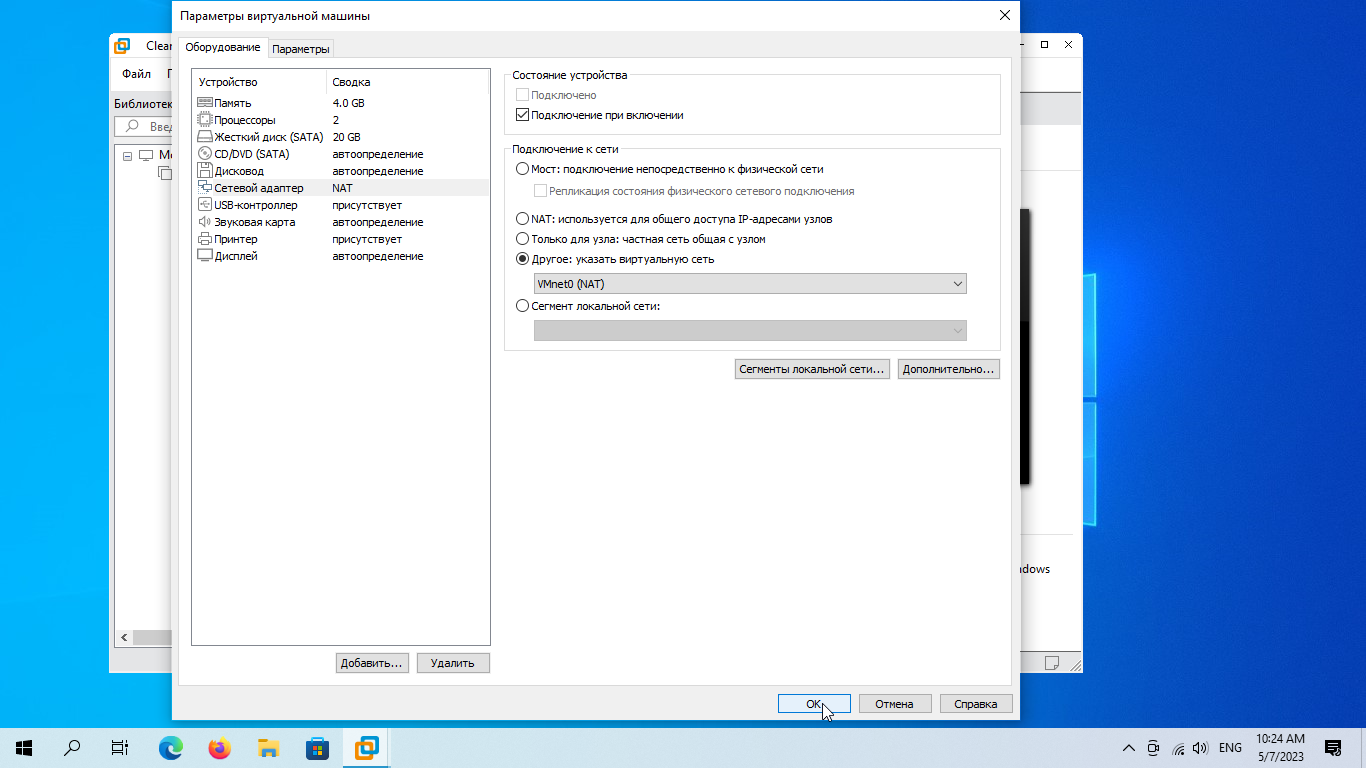 Параметры виртуальной машины
Оборудование
Параметры
Файл
Библиотек
Устройство
Сводка
Память
4.0 GB
Процессоры
2
Жесткий диск (SATA)
20 GB
CD/DVD (SATA)
автоопределение
Дисковод
автоопределение
Сетевой адаптер
NAT
USB-контроллер
присутствует
Звуковая карта
автоопределение
Принтер
присутствует
Дисплей
автоопределение
Добавить...
Удалить
Состояние устройства
Подключено
Подключение при включении
Подключение к сети
Мост: подключение непосредственно к физической сети
Репликация состояния физического сетевого подключения
NAT: используется для общего доступа IP-адресами узлов
Только для узла: частная сеть общая с узлом
Другое: указать виртуальную сеть
VMnet0 (NAT)
Сегмент локальной сети:
Сегменты локальной сети...
Дополнительно...
ndows
OK
Отмена
Справка
ENG
10:24 AM
5/7/2023